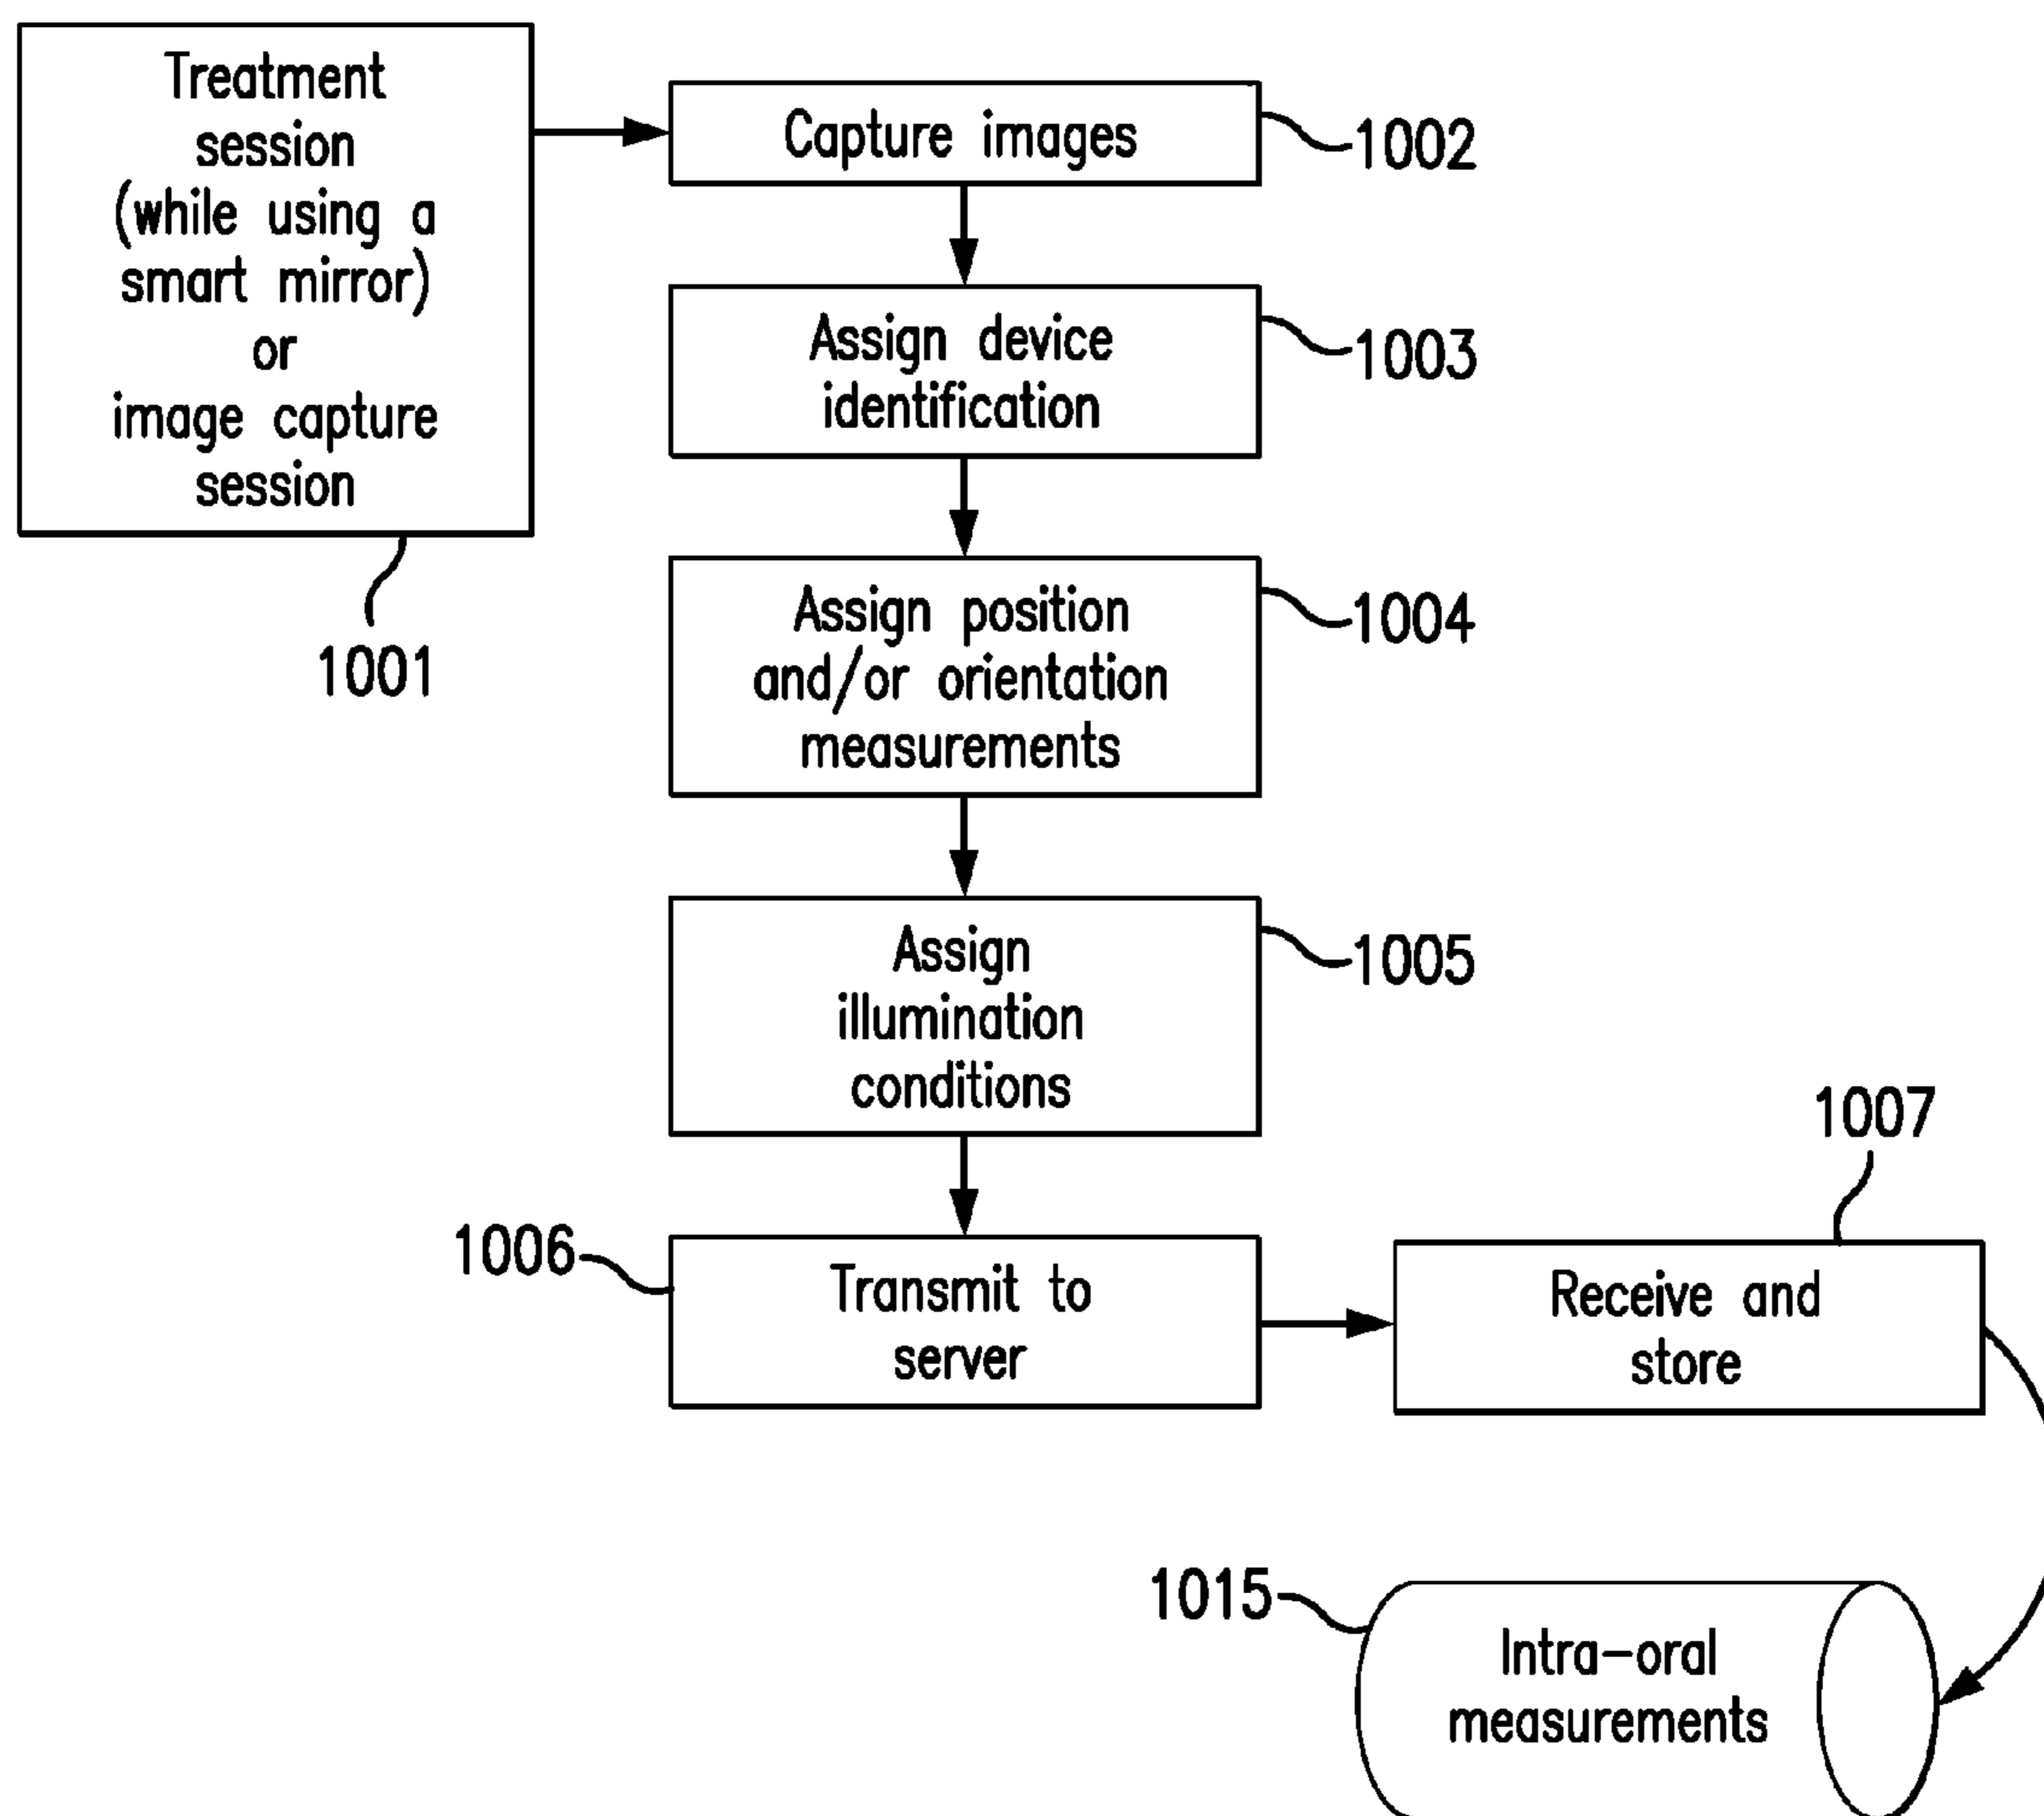 Treatment
session
(while using a
smart mirror)
or
image capture
session
1001
Capture images
1002
Assign device
identification
1003
Assign position
and/or orientation
measurements
1004
Assign
illumination
conditions
1005
1006
Transmit to
server
1007
Receive and
store
1015
Intra-oral
measurements